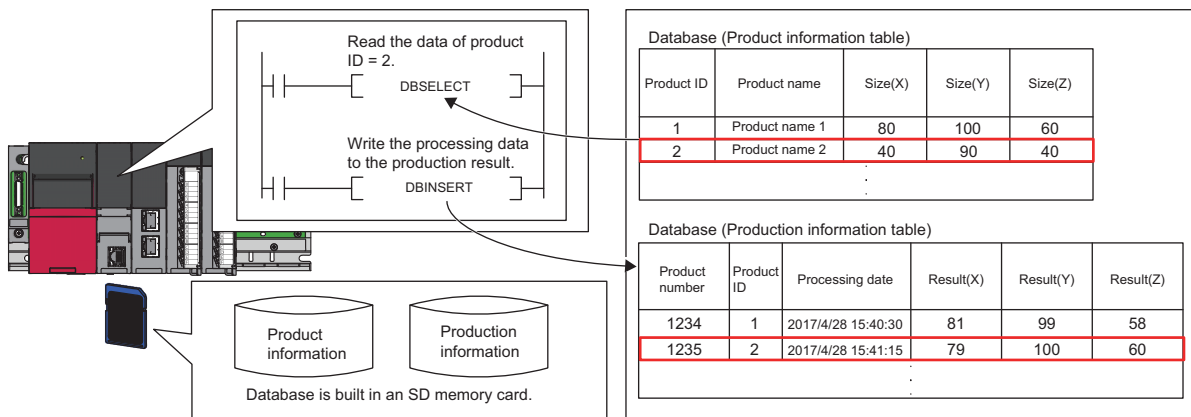 Read the data of product
ID = 2.
DBSELECT
Write the processing data
to the production result.
DBINSERT
Product
information
Production
information
Database is built in an SD memory card.
Database (Product information table)
Product ID Product name Size(X) Size(Y) Size(Z)
1 Product name 1 80 100 60
2 Product name 2 40 90 40
Database (Production information table)
Product
number
Product
ID
Processing date Result(X) Result(Y) Result(Z)
1234 1 2017/4/28 15:40:30 81 99 58
1235 2 2017/4/28 15:41:15 79 100 60